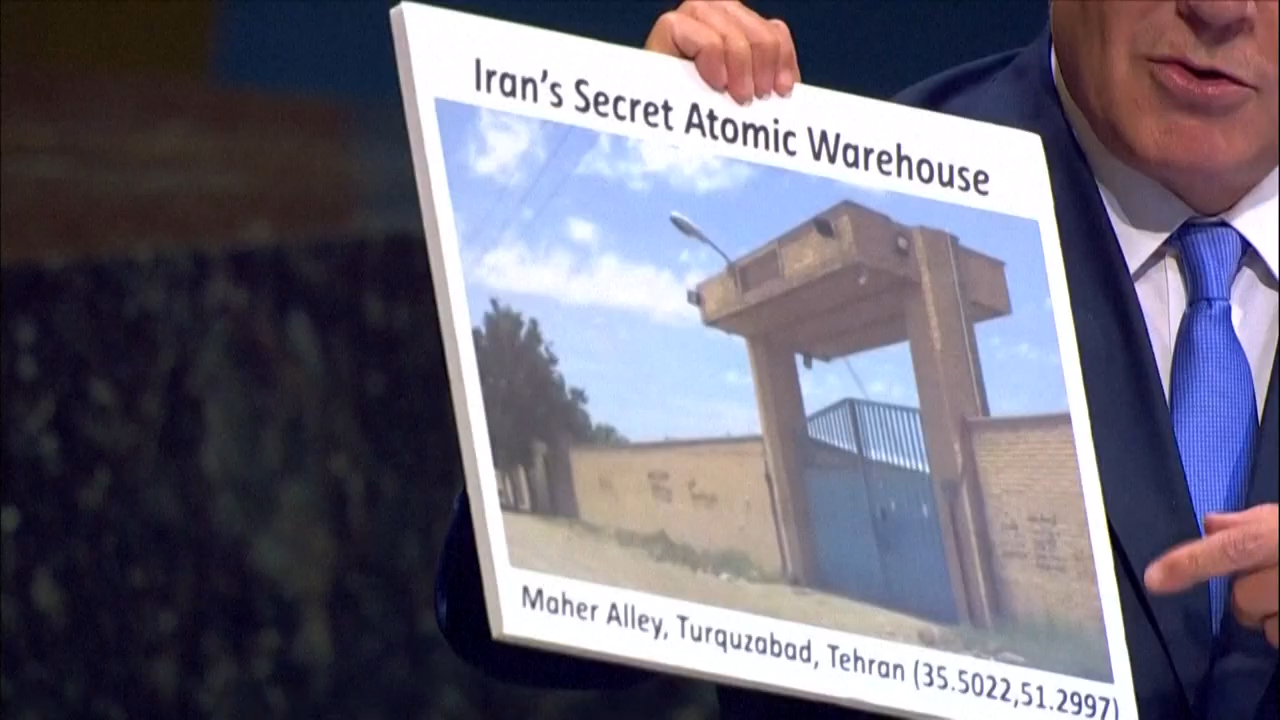 Iran's Secret Atomic Warehouse
Maher Alley, Turquzabad, Tehran (35.5022,51.2997)